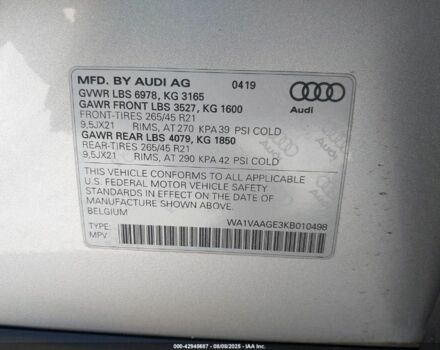 MFD. BY AUDI AG 0419
GVWR LBS 6978, KG 3165
GAWR FRONT LBS 3527, KG 1600
FRONT-TIRES 265/45 R21
9,5JX21 RIMS, AT 270 KPA 39 PSI COLD
GAWR REAR LBS 4079, KG 1850
REAR-TIRES 265/45 R21
9,5JX21 RIMS, AT 290 KPA 42 PSI COLD
Audi
THIS VEHICLE CONFORMS TO ALL APPLICABLE
U.S. FEDERAL MOTOR VEHICLE SAFETY
STANDARDS IN EFFECT ON THE DATE OF
MANUFACTURE SHOWN ABOVE.
BELGIUM
TYPE: WA1VAAGE3KB010498
MPV
000-42949667 - 08/08/2025 - IAA Inc.